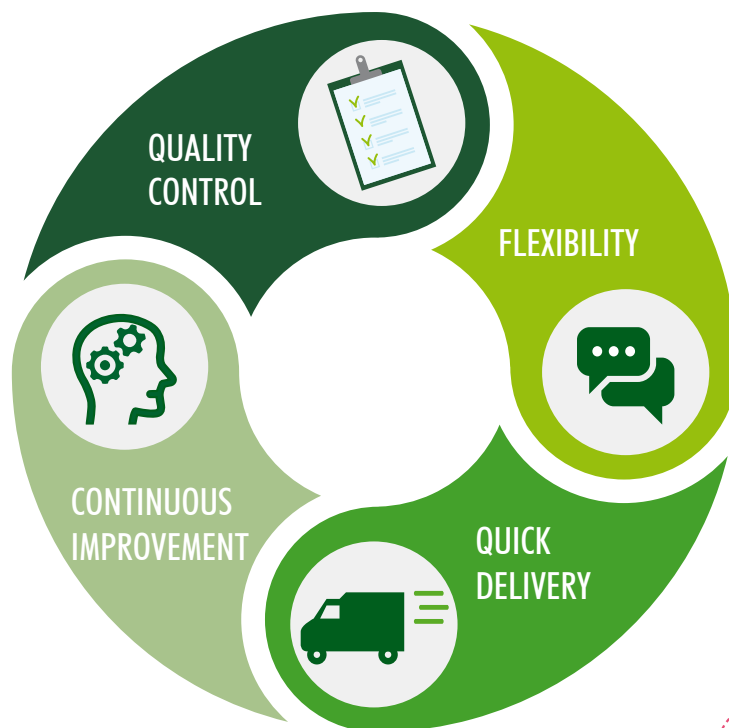 QUALITY
CONTROL
FLEXIBILITY
QUICK
DELIVERY
CONTINUOUS
IMPROVEMENT